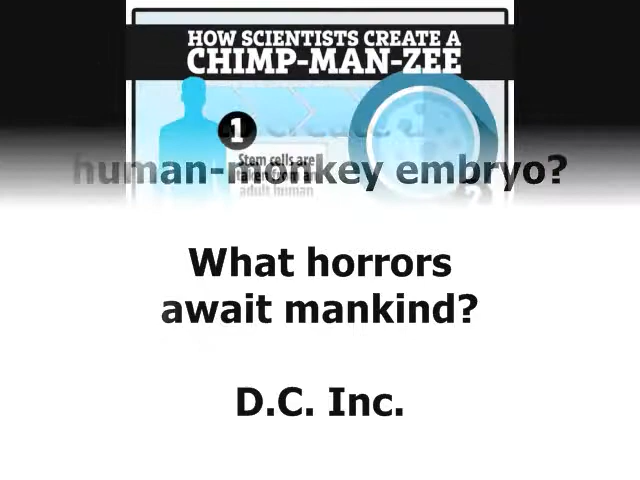 HOW SCIENTISTS CREATE A
CHIMP-MAN-ZEE
1
Stem cells are
adult human
human-monkey embryo?
What horrors
await mankind?
D.C. Inc.